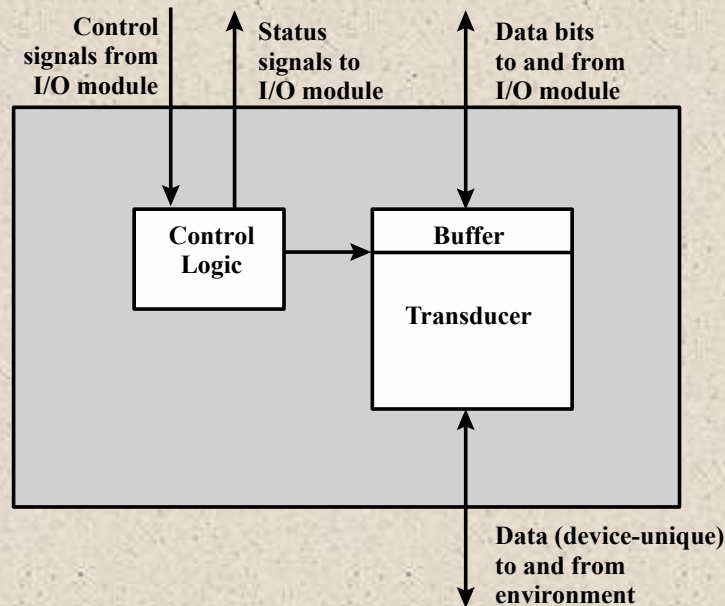 Control
signals from
I/O module
Status
signals to
I/O module
Data bits
to and from
I/O module
Control
Logic
Buffer
Transducer
Data (device-unique)
to and from
environment